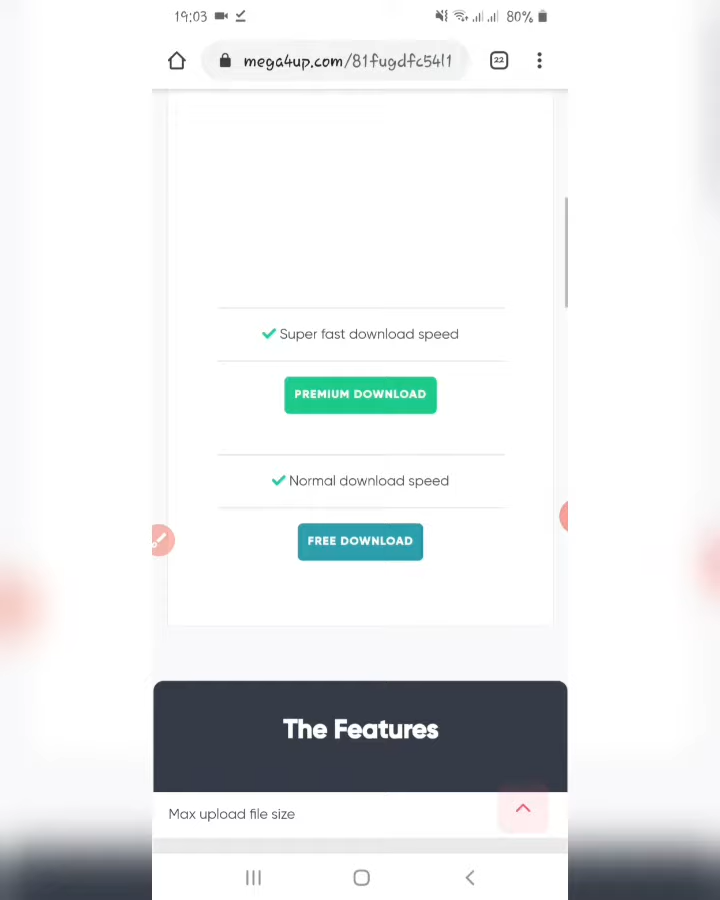 19:03
80%
mega4up.com/81fugdfc54l1
22
Super fast download speed
PREMIUM DOWNLOAD
Normal download speed
FREE DOWNLOAD
The Features
Max upload file size